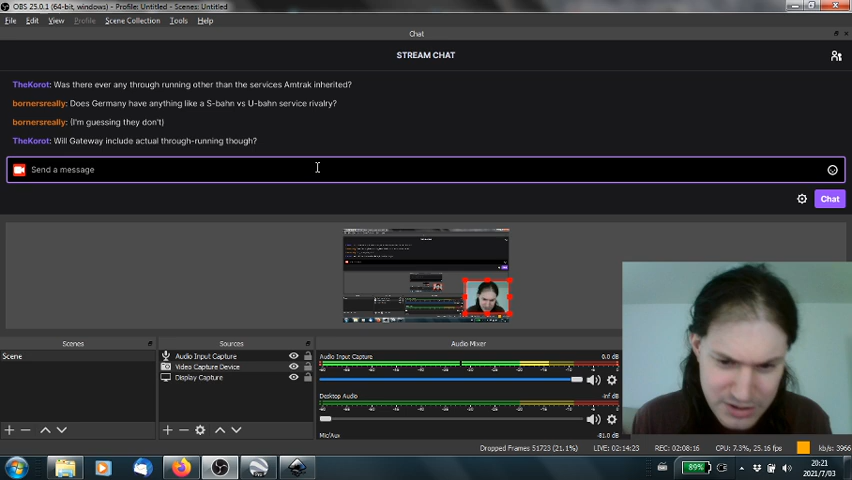 OBS 25.0.1 (64-bit, windows) - Profile: Untitled - Scenes: Untitled
File Edit View Profile Scene Collection Tools Help
Chat
STREAM CHAT
TheKorot: Was there ever any through running other than the services Amtrak inherited?
bornersreally: Does Germany have anything like a S-bahn vs U-bahn service rivalry?
bornersreally: (I'm guessing they don't)
TheKorot: Will Gateway include actual through-running though?
Send a message
Chat
Scenes Sources Audio Mixer
Scene
Audio Input Capture
Video Capture Device
Display Capture
Audio Input Capture 0.0 dB
Desktop Audio -inf dB
Mic/Aux -81.0 dB
Dropped Frames 51723 (21.1%) LIVE: 02:14:23 REC: 02:08:16 CPU: 7.3%, 25.16 fps kb/s: 3966
89%
20:21
2021/7/03